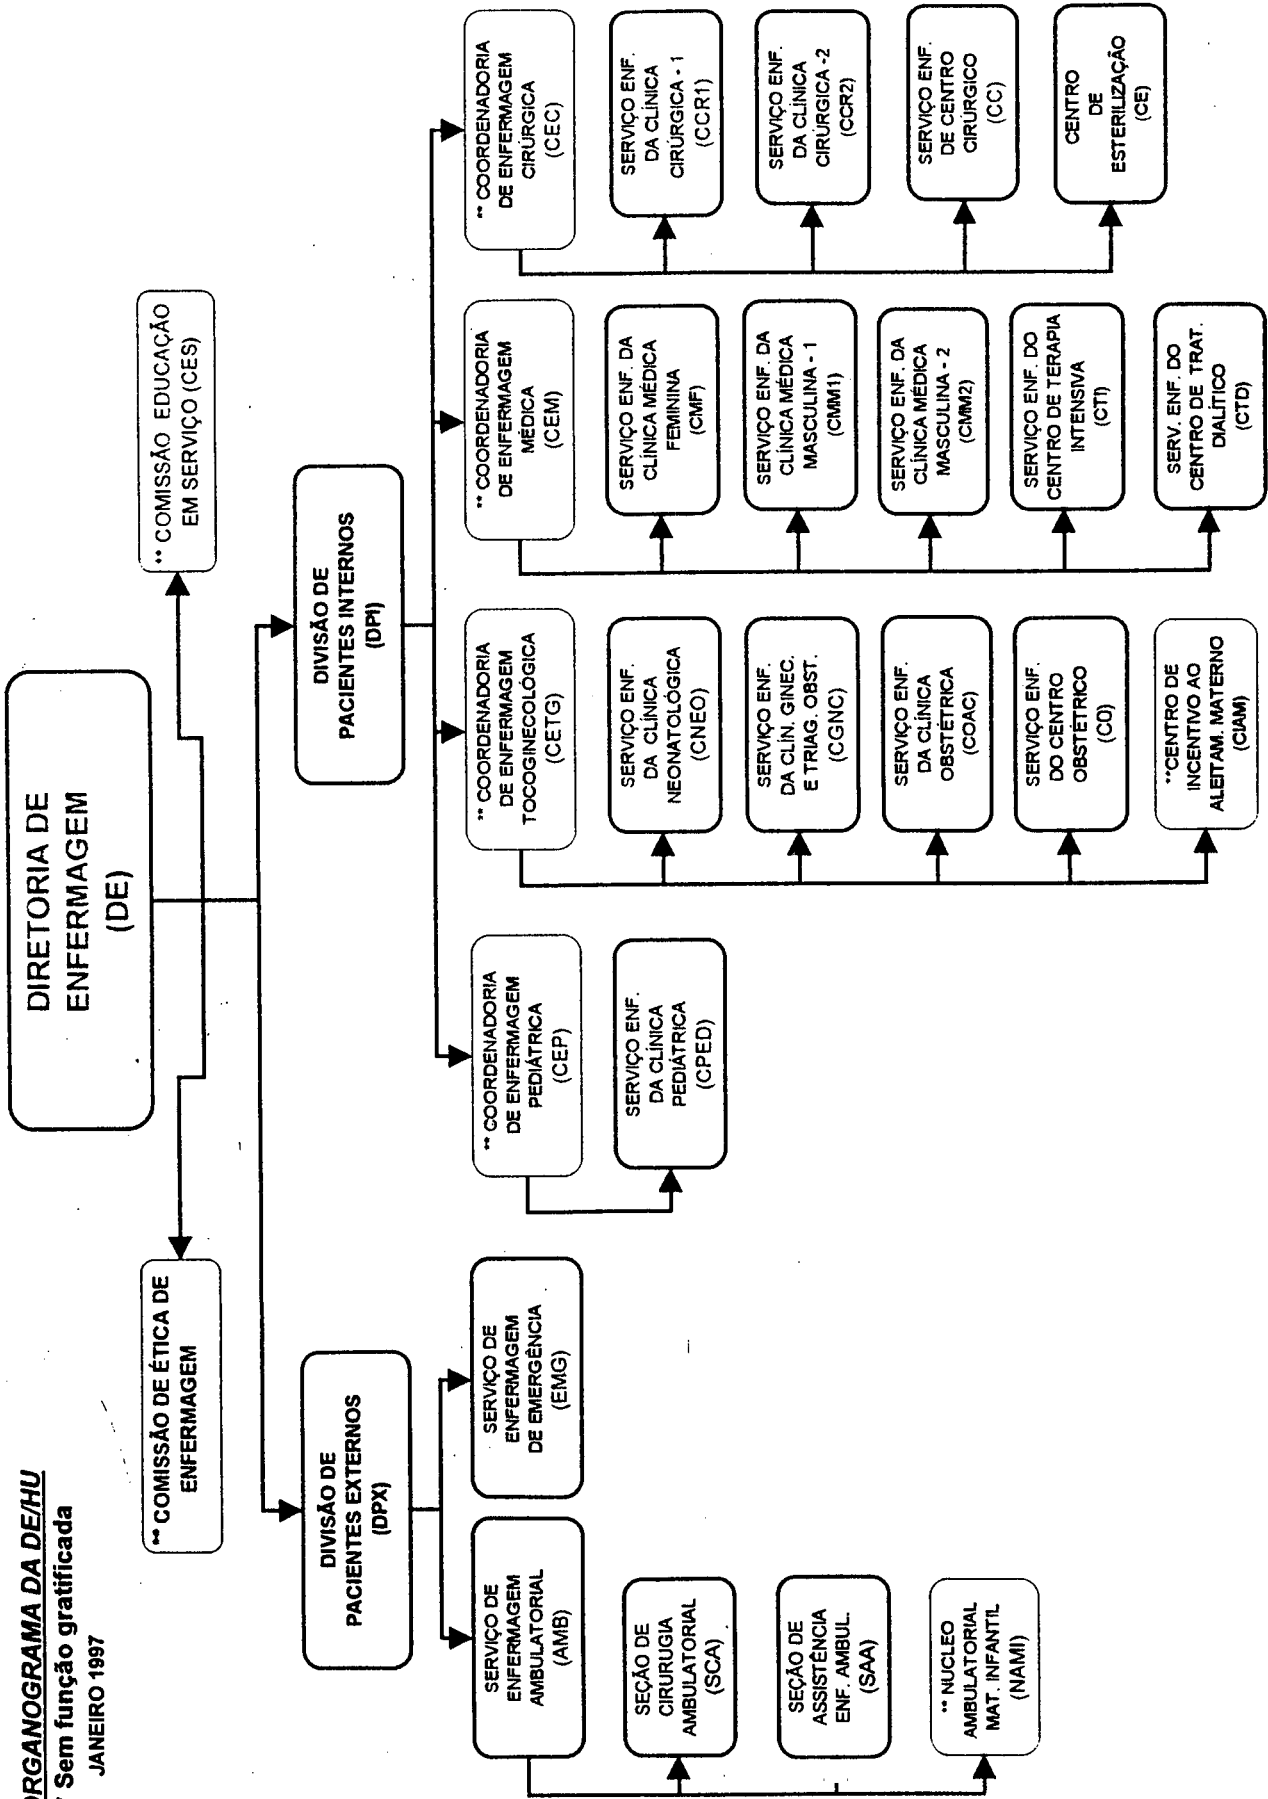 ORGANOGRAMA DA DE/HU
Sem função gratificada
JANEIRO 1997
DIRETORIA DE
ENFERMAGEM
(DE)
** COMISSÃO DE ÉTICA DE
ENFERMAGEM
** COMISSÃO EDUCAÇÃO
EM SERVIÇO (CES)
DIVISÃO DE
PACIENTES EXTERNOS
(DPX)
DIVISÃO DE
PACIENTES INTERNOS
(DPI)
SERVIÇO DE
ENFERMAGEM
AMBULATORIAL
(AMB)
SEÇÃO DE
CIRURUGIA
AMBULATORIAL
(SCA)
SEÇÃO DE
ASSISTÊNCIA
ENF. AMBUL.
(SAA)
** NUCLEO
AMBULATORIAL
MAT. INFANTIL
(NAMI)
SERVIÇO DE
ENFERMAGEM
DE EMERGÊNCIA
(EMG)
** COORDENADORIA
DE ENFERMAGEM
PEDIÁTRICA
(CEP)
SERVIÇO ENF.
DA CLÍNICA
PEDIÁTRICA
(CPED)
** COORDENADORIA
DE ENFERMAGEM
TOCOGINECOLÓGICA
(CETG)
SERVIÇO ENF.
DA CLÍNICA
NEONATOLÓGICA
(CNEO)
SERVIÇO ENF.
DA CLÍN. GINEC.
E TRIAG. OBST.
(CGNC)
SERVIÇO ENF.
DA CLÍNICA
OBSTÉTRICA
(COAC)
SERVIÇO ENF.
DO CENTRO
OBSTÉTRICO
(CO)
**CENTRO DE
INCENTIVO AO
ALEITAM. MATERNO
(CIAM)
** COORDENADORIA
DE ENFERMAGEM
MÉDICA
(CEM)
SERVIÇO ENF. DA
CLÍNICA MÉDICA
FEMININA
(CMF)
SERVIÇO ENF. DA
CLÍNICA MÉDICA
MASCULINA - 1
(CMM1)
SERVIÇO ENF. DA
CLÍNICA MÉDICA
MASCULINA - 2
(CMM2)
SERVIÇO ENF. DO
CENTRO DE TERAPIA
INTENSIVA
(CTI)
SERV. ENF. DO
CENTRO DE TRAT.
DIALÍTICO
(CTD)
** COORDENADORIA
DE ENFERMAGEM
CIRÚRGICA
(CEC)
SERVIÇO ENF.
DA CLÍNICA
CIRÚRGICA - 1
(CCR1)
SERVIÇO ENF.
DA CLÍNICA
CIRÚRGICA -2
(CCR2)
SERVIÇO ENF.
DE CENTRO
CIRÚRGICO
(CC)
CENTRO
DE
ESTERILIZAÇÃO
(CE)